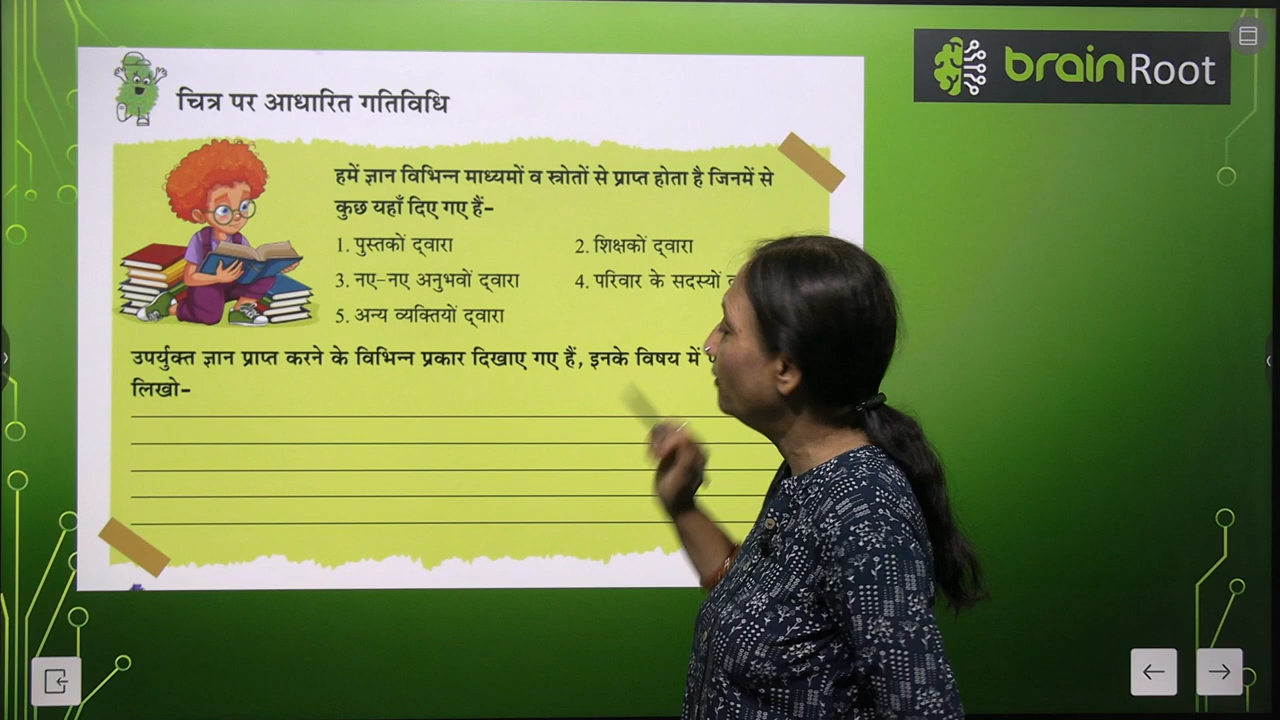 brainRoot
चित्र पर आधारित गतिविधि
हमें ज्ञान विभिन्न माध्यमों व स्त्रोतों से प्राप्त होता है जिनमें से
कुछ यहाँ दिए गए हैं-
1. पुस्तकों द्वारा
2. शिक्षकों द्वारा
3. नए-नए अनुभवों द्वारा
4. परिवार के सदस्यों
5. अन्य व्यक्तियों द्वारा
उपर्युक्त ज्ञान प्राप्त करने के विभिन्न प्रकार दिखाए गए हैं, इनके विषय में
लिखो-